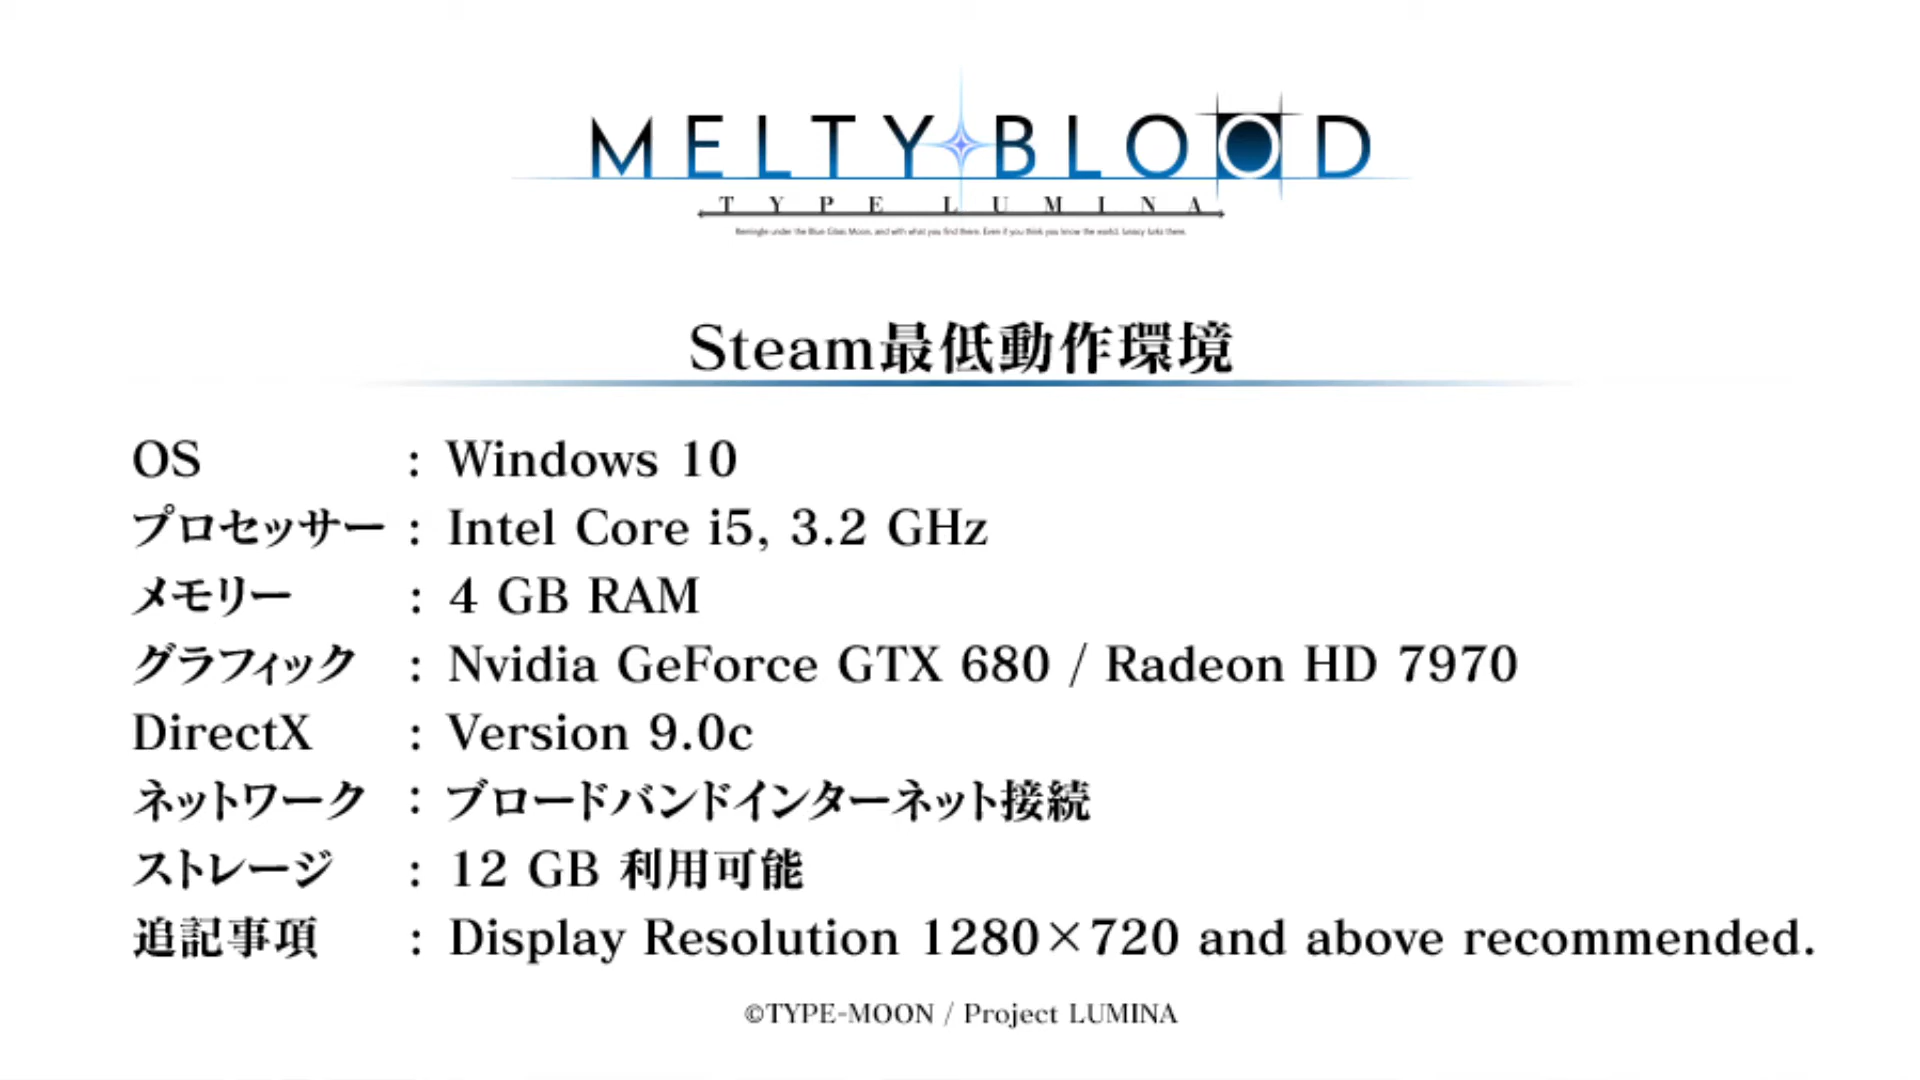 MELTY BLOOD
TYPE LUMINA
Steam最低動作環境
OS : Windows 10
プロセッサー : Intel Core i5, 3.2 GHz
メモリー : 4 GB RAM
グラフィック : Nvidia GeForce GTX 680 / Radeon HD 7970
DirectX : Version 9.0c
ネットワーク : ブロードバンドインターネット接続
ストレージ : 12 GB 利用可能
追記事項 : Display Resolution 1280×720 and above recommended.
©TYPE-MOON / Project LUMINA